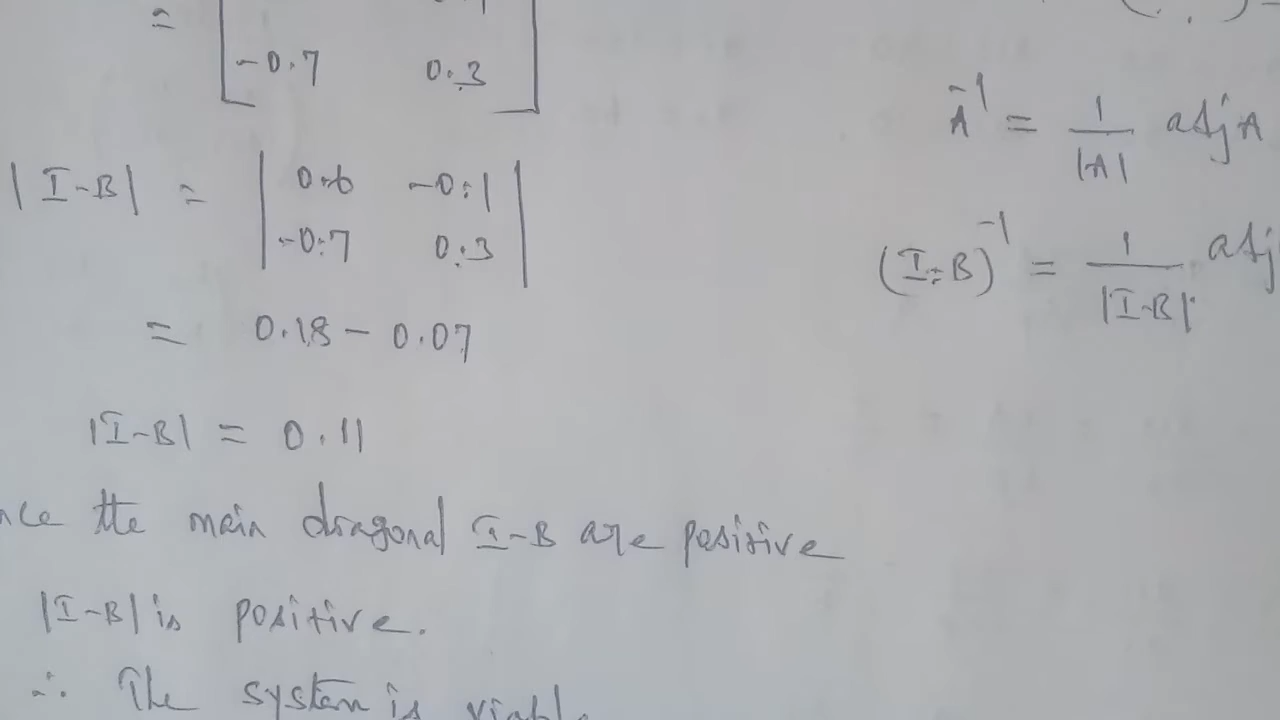 =
-0.7 0.3
|I-B| = | 0.6 -0.1 |
| -0.7 0.3 |
= 0.18 - 0.07
|I-B| = 0.11
the main diagonal I-B are positive
|I-B| is positive.
∴ The system is
A⁻¹ = 1/|A| adj A
(I-B)⁻¹ = 1/|I-B| adj